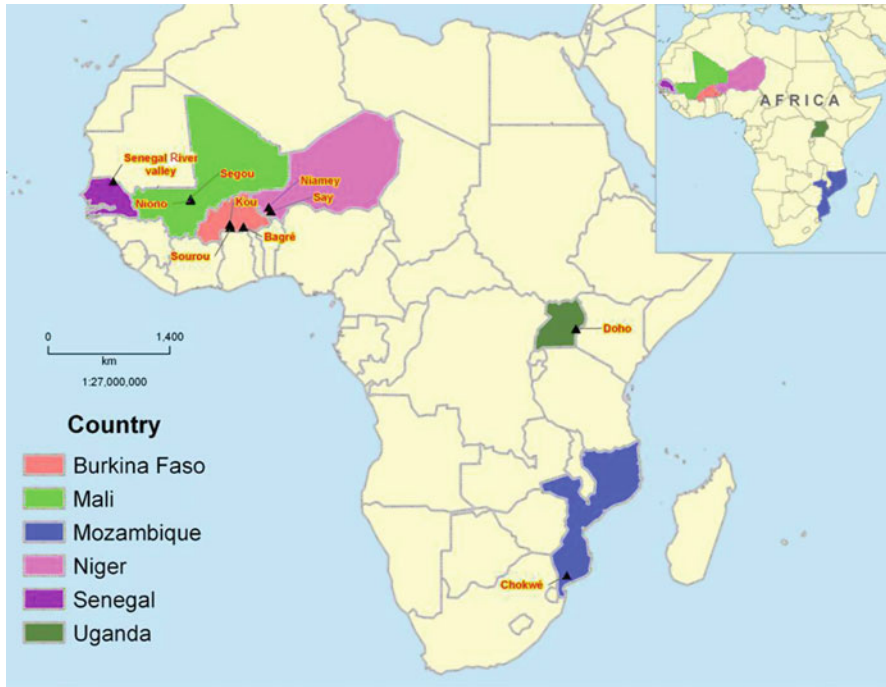 AFRICA
Senegal River
valley
Segou
Niono
Niamey
Kou
Say
Sourou
Bagré
Doho
Chokwé
0 1,400
km
1:27,000,000
Country
Burkina Faso
Mali
Mozambique
Niger
Senegal
Uganda